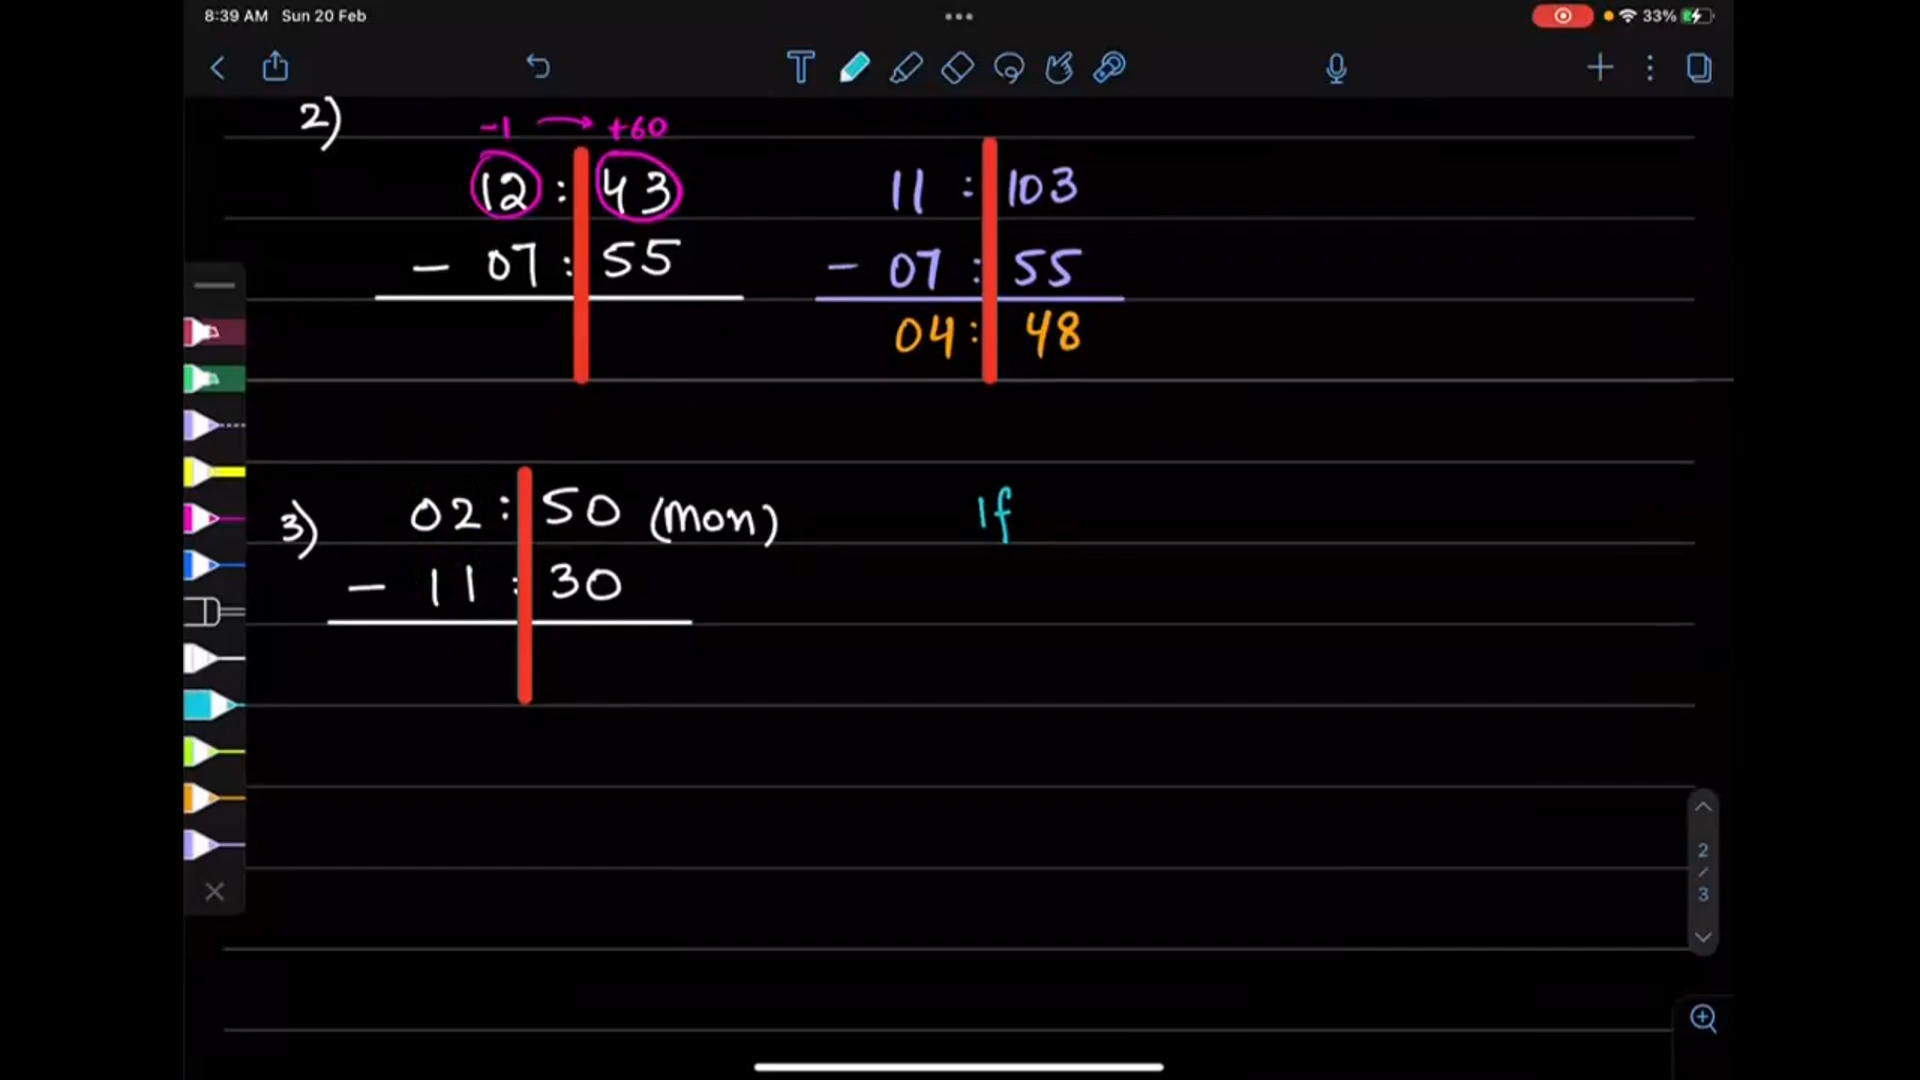 8:39 AM Sun 20 Feb
33%
2)
-1 → +60
12 : 43
- 07 : 55
11 : 103
- 07 : 55
04 : 48
3)
02 : 50 (Mon)
- 11 : 30
If
2
/
3